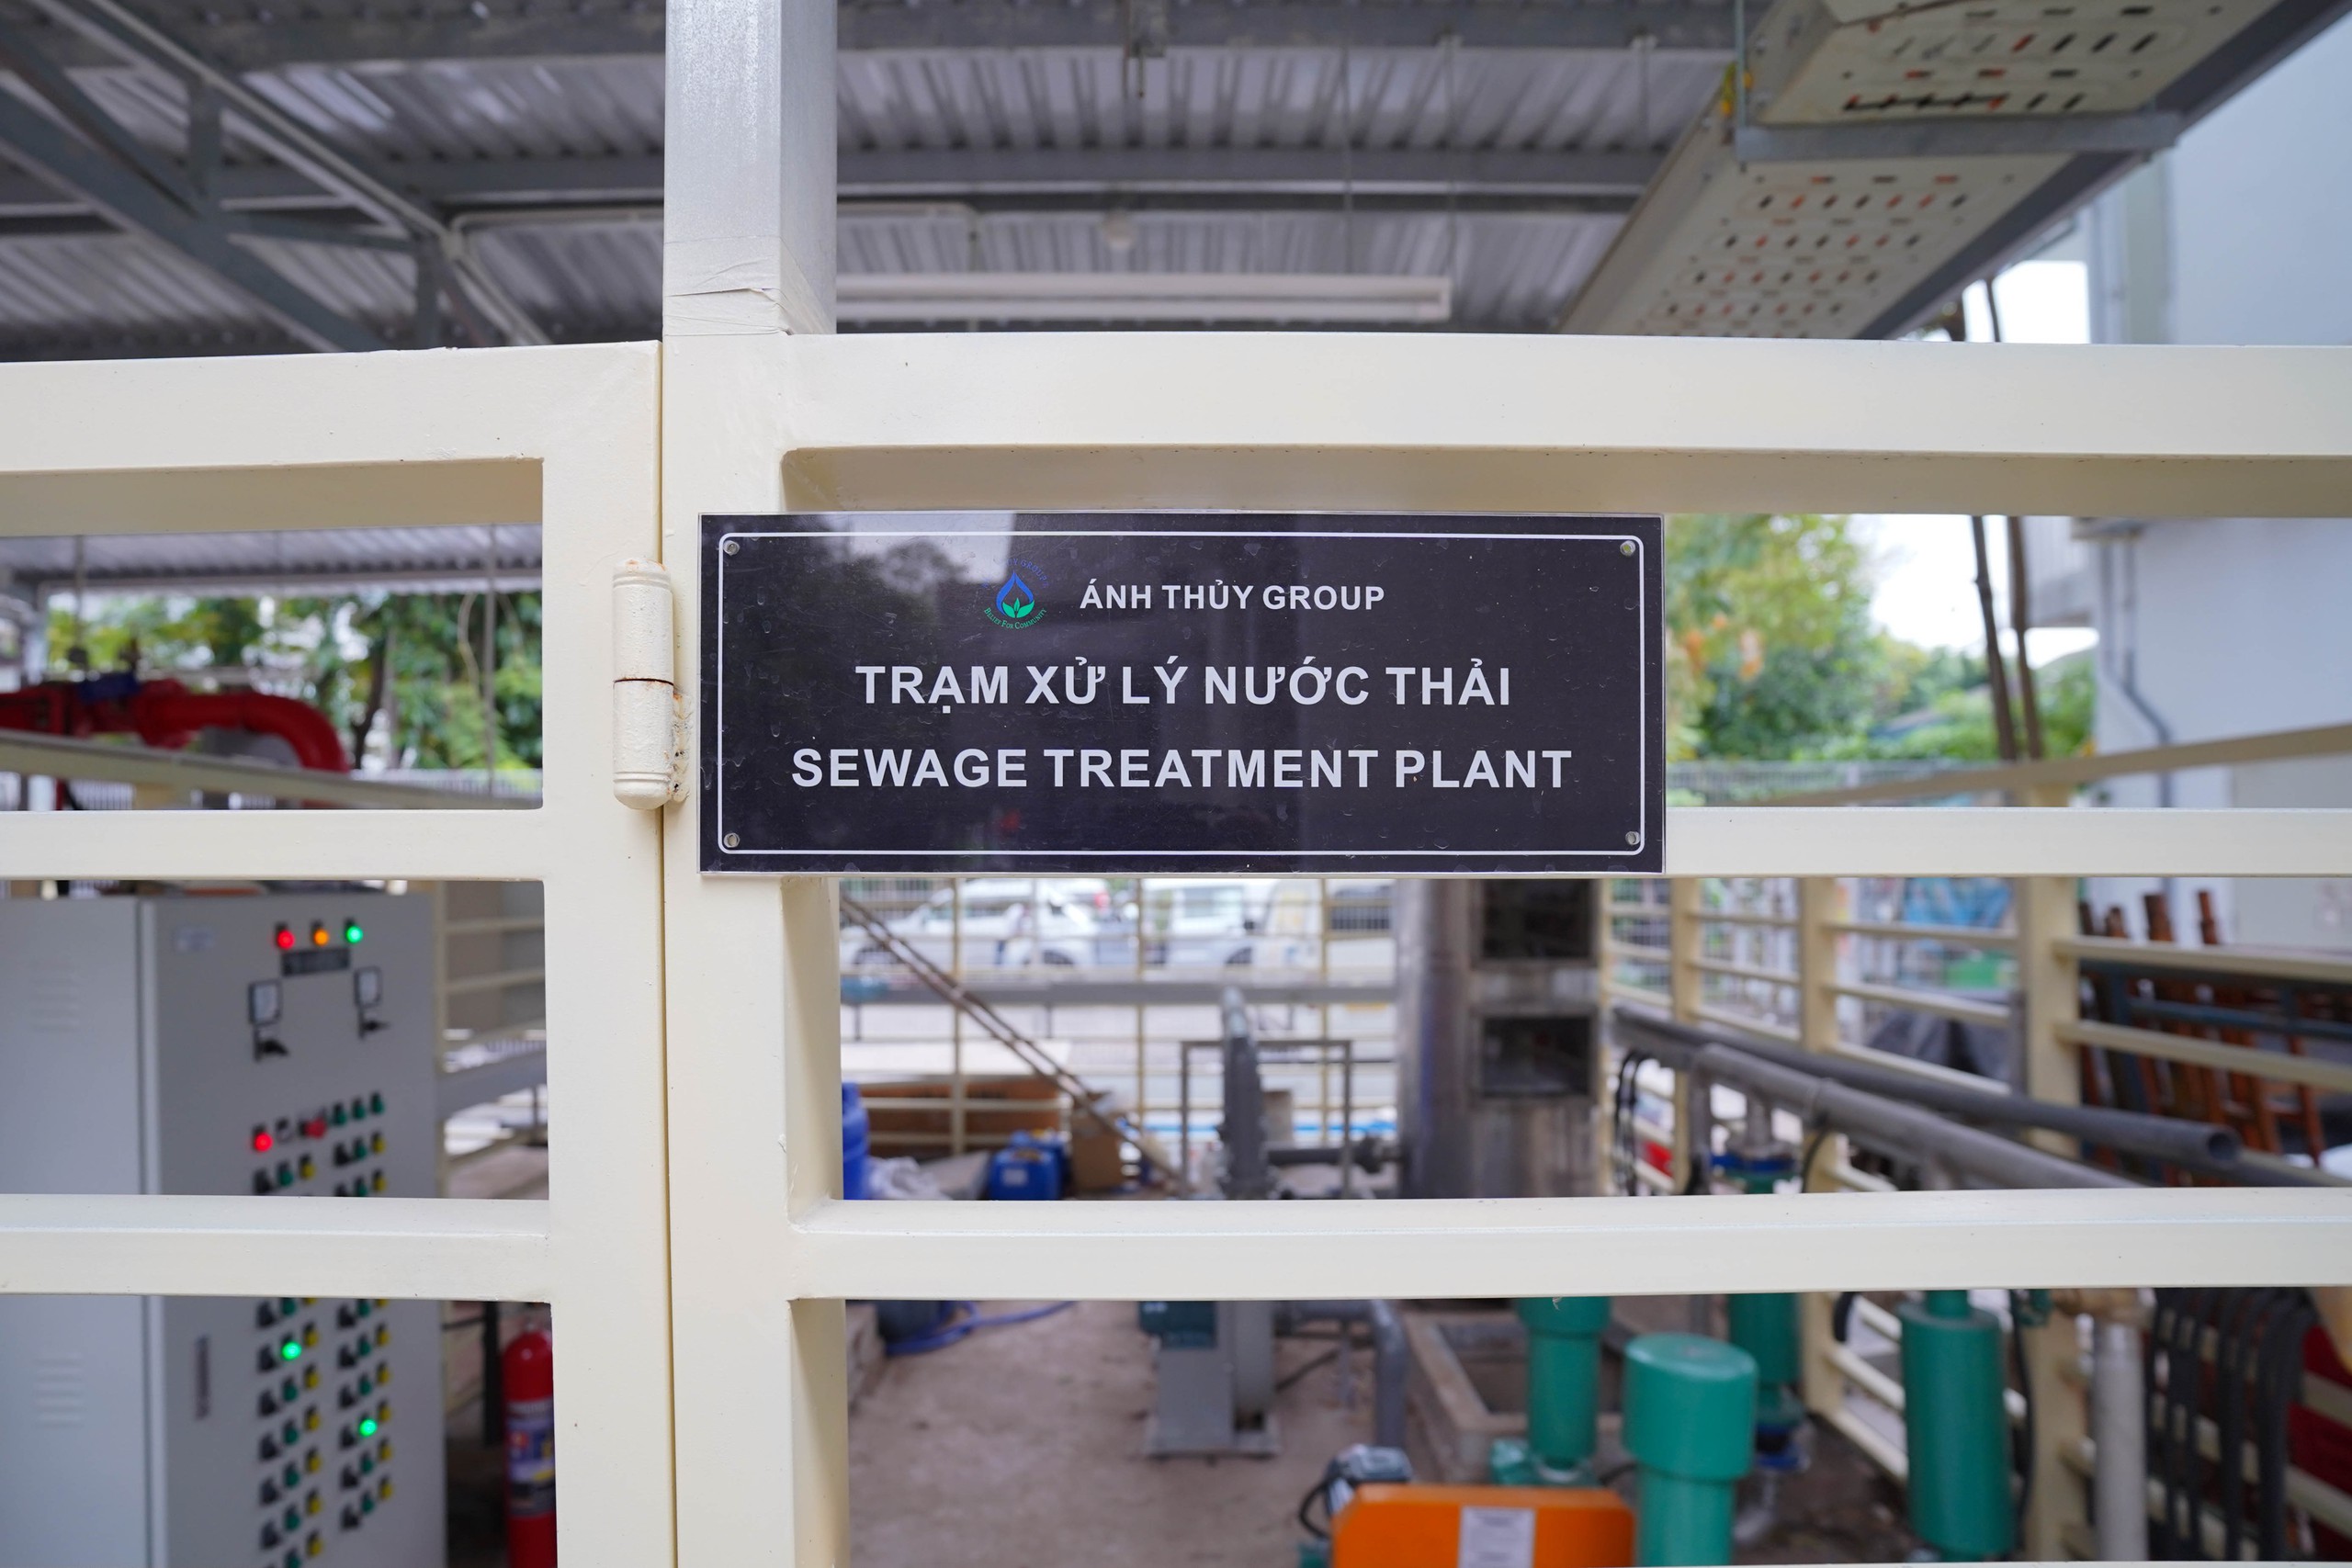 ÁNH THỦY GROUP
TRẠM XỬ LÝ NƯỚC THẢI
SEWAGE TREATMENT PLANT